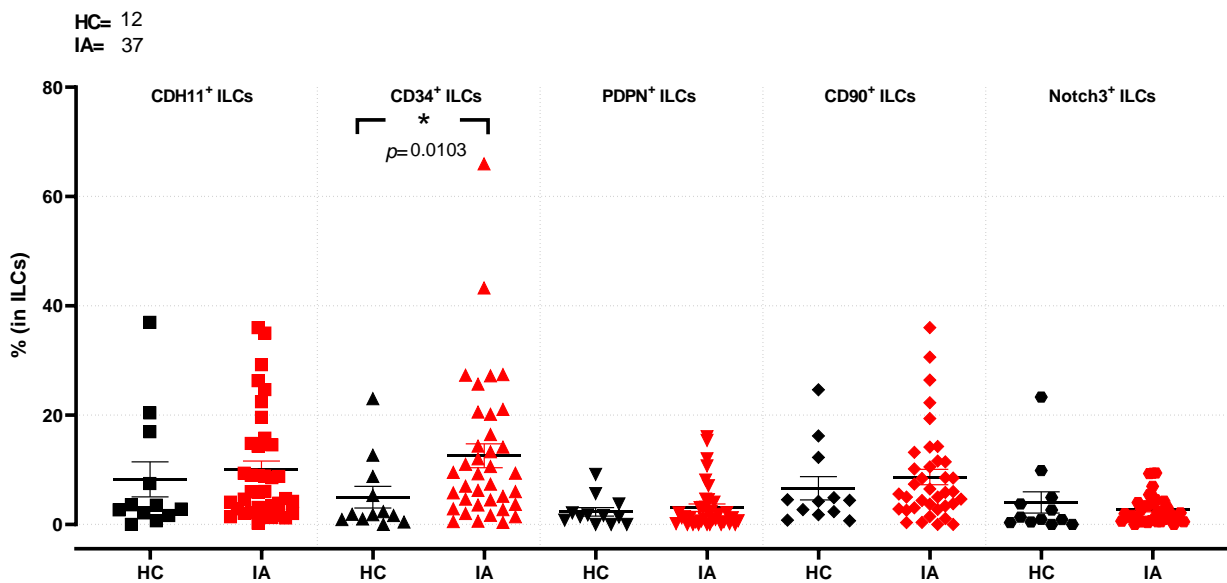 HC= 12
IA= 37
80
CDH11⁺ ILCs
CD34⁺ ILCs
PDPN⁺ ILCs
CD90⁺ ILCs
Notch3⁺ ILCs
*
p=0.0103
60
40
20
0
% (in ILCs)
HC IA HC IA HC IA HC IA HC IA